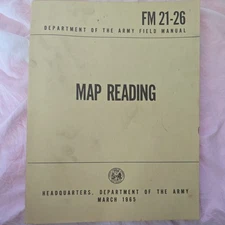 FM 21-26
DEPARTMENT OF THE ARMY FIELD MANUAL
MAP READING
HEADQUARTERS, DEPARTMENT OF THE ARMY
MARCH 1965